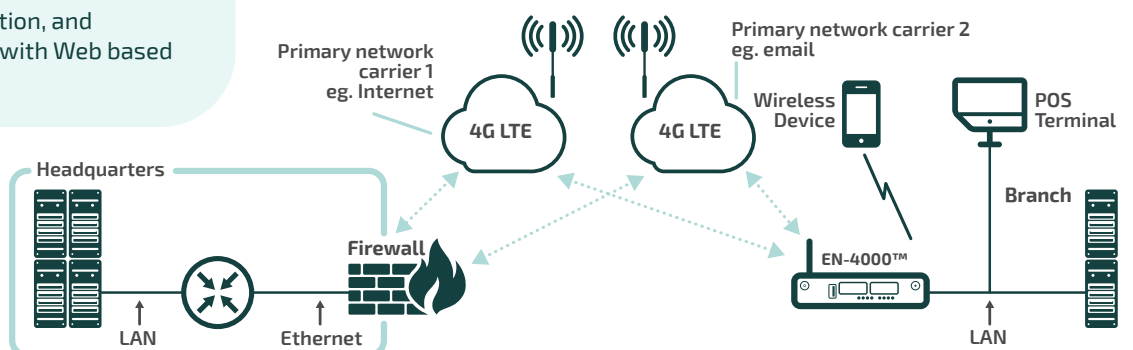 tion, and
with Web based
Primary network
carrier 1
eg. Internet
Primary network carrier 2
eg. email
4G LTE
4G LTE
Wireless
Device
POS
Terminal
Headquarters
Branch
Firewall
EN-4000™
LAN
Ethernet
LAN